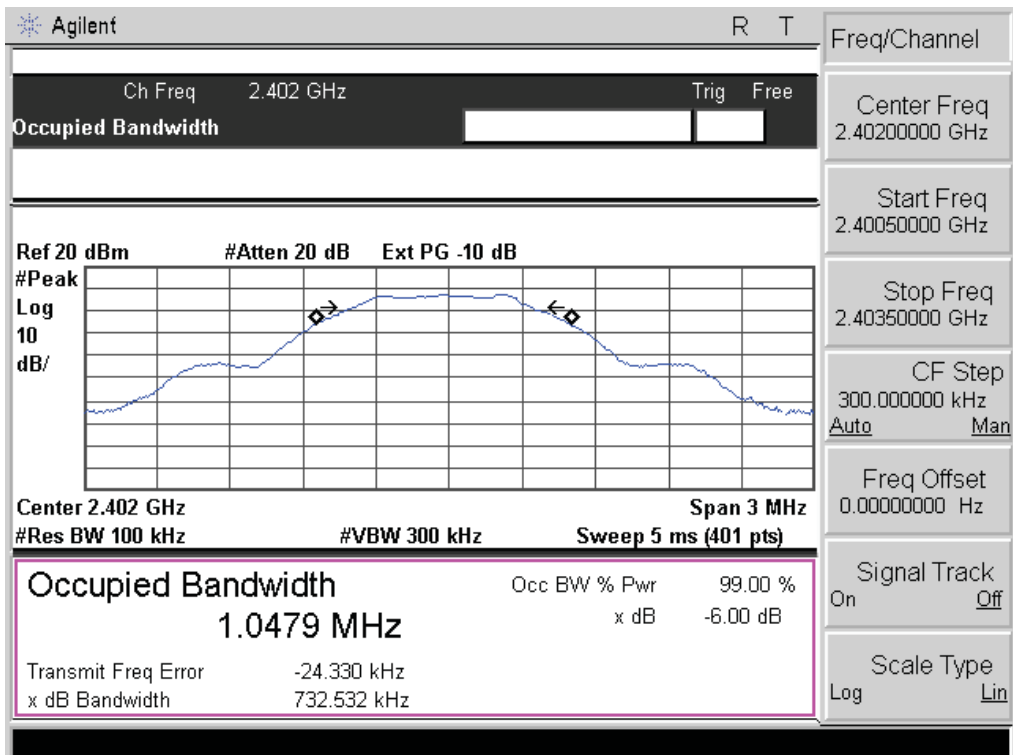 Agilent R T
Ch Freq 2.402 GHz Trig Free
Occupied Bandwidth
Ref 20 dBm #Atten 20 dB Ext PG -10 dB
#Peak
Log
10
dB/
Center 2.402 GHz Span 3 MHz
#Res BW 100 kHz #VBW 300 kHz Sweep 5 ms (401 pts)
Occupied Bandwidth
1.0479 MHz
Occ BW % Pwr 99.00 %
x dB -6.00 dB
Transmit Freq Error -24.330 kHz
x dB Bandwidth 732.532 kHz
Freq/Channel
Center Freq
2.40200000 GHz
Start Freq
2.40050000 GHz
Stop Freq
2.40350000 GHz
CF Step
300.000000 kHz
Auto Man
Freq Offset
0.00000000 Hz
Signal Track
On Off
Scale Type
Log Lin